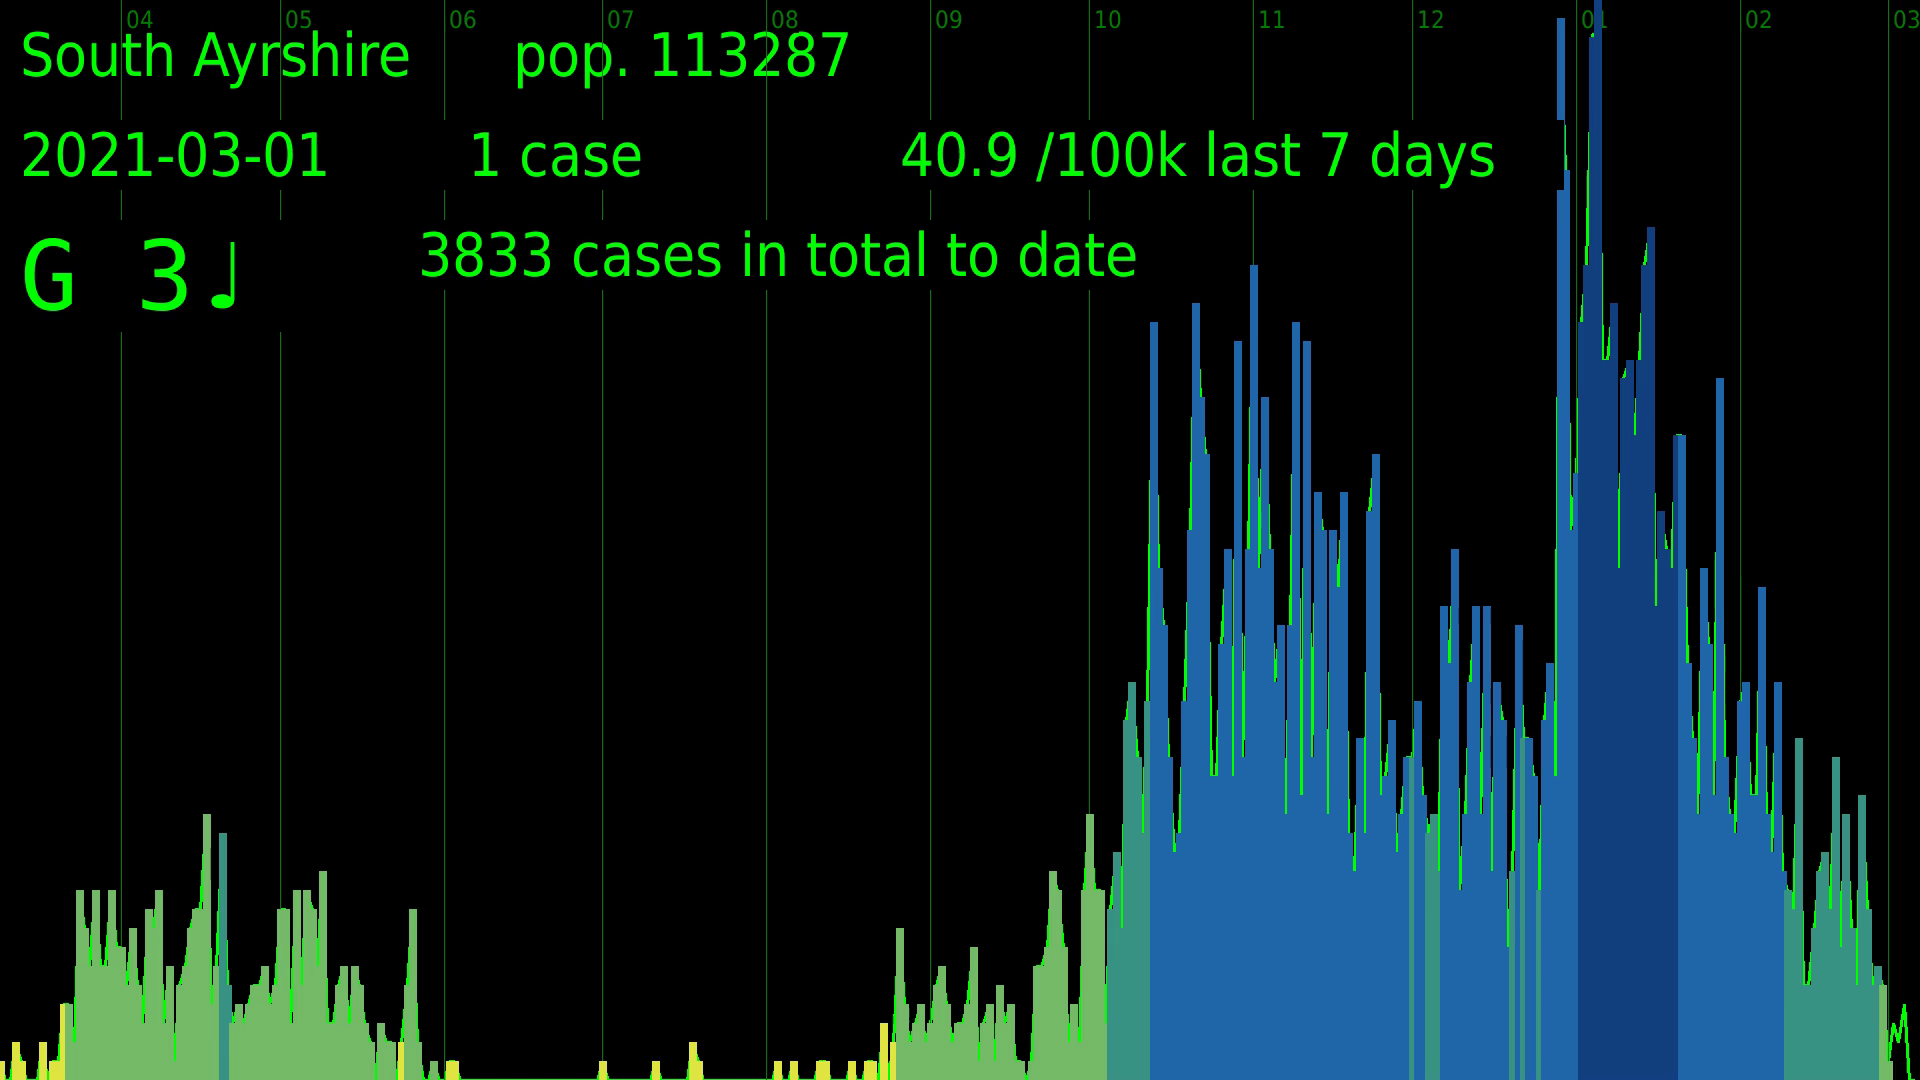 04 05 06 07 08 09 10 11 12 01 02 03
South Ayrshire pop. 113287
2021-03-01 1 case 40.9 /100k last 7 days
G 3♩ 3833 cases in total to date